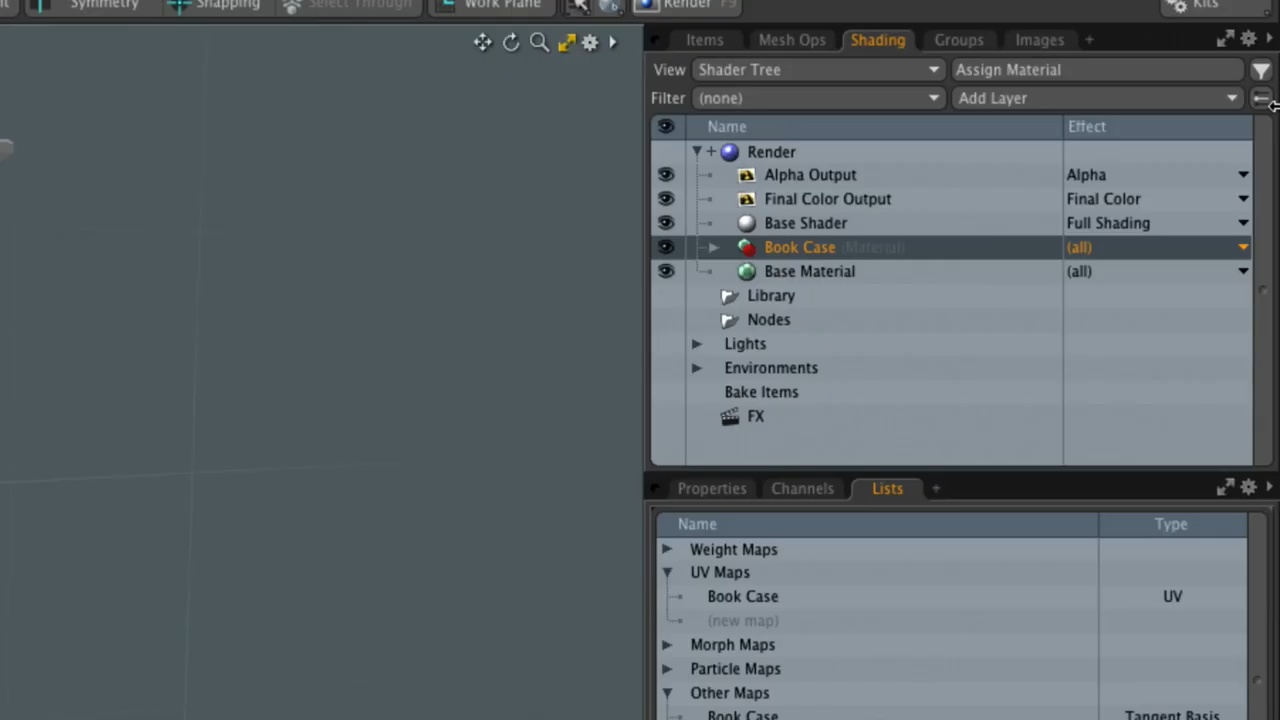 Symmetry Snapping Select Through Work Plane Render F9 Kits
Items Mesh Ops Shading Groups Images +
View Shader Tree Assign Material
Filter (none) Add Layer
Name Effect
+ Render
Alpha Output Alpha
Final Color Output Final Color
Base Shader Full Shading
Book Case (Material) (all)
Base Material (all)
Library
Nodes
Lights
Environments
Bake Items
FX
Properties Channels Lists +
Name Type
Weight Maps
UV Maps
Book Case UV
(new map)
Morph Maps
Particle Maps
Other Maps
Book Case Tangent Basis